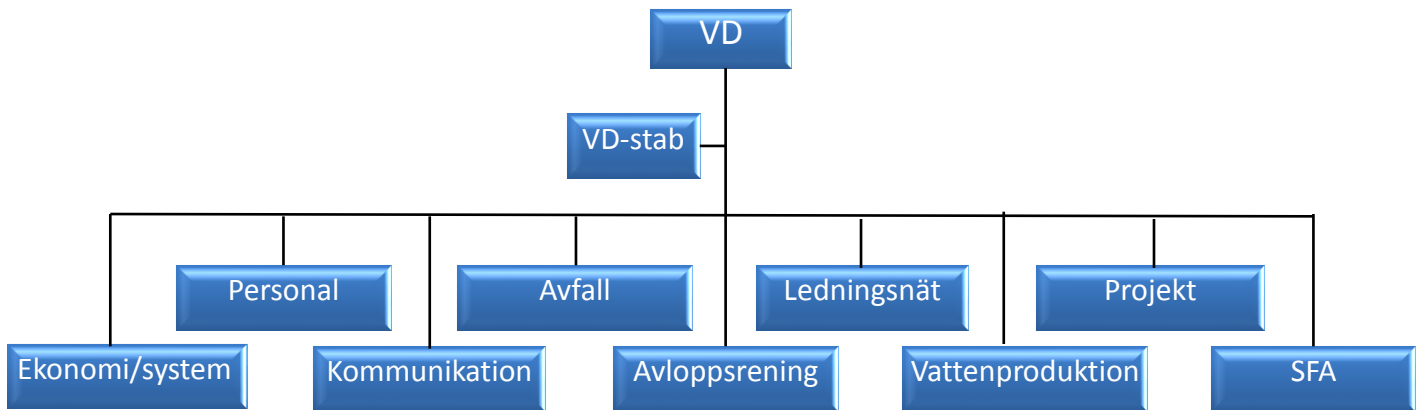 VD
VD-stab
Personal
Avfall
Ledningsnät
Projekt
Ekonomi/system
Kommunikation
Avloppsrening
Vattenproduktion
SFA